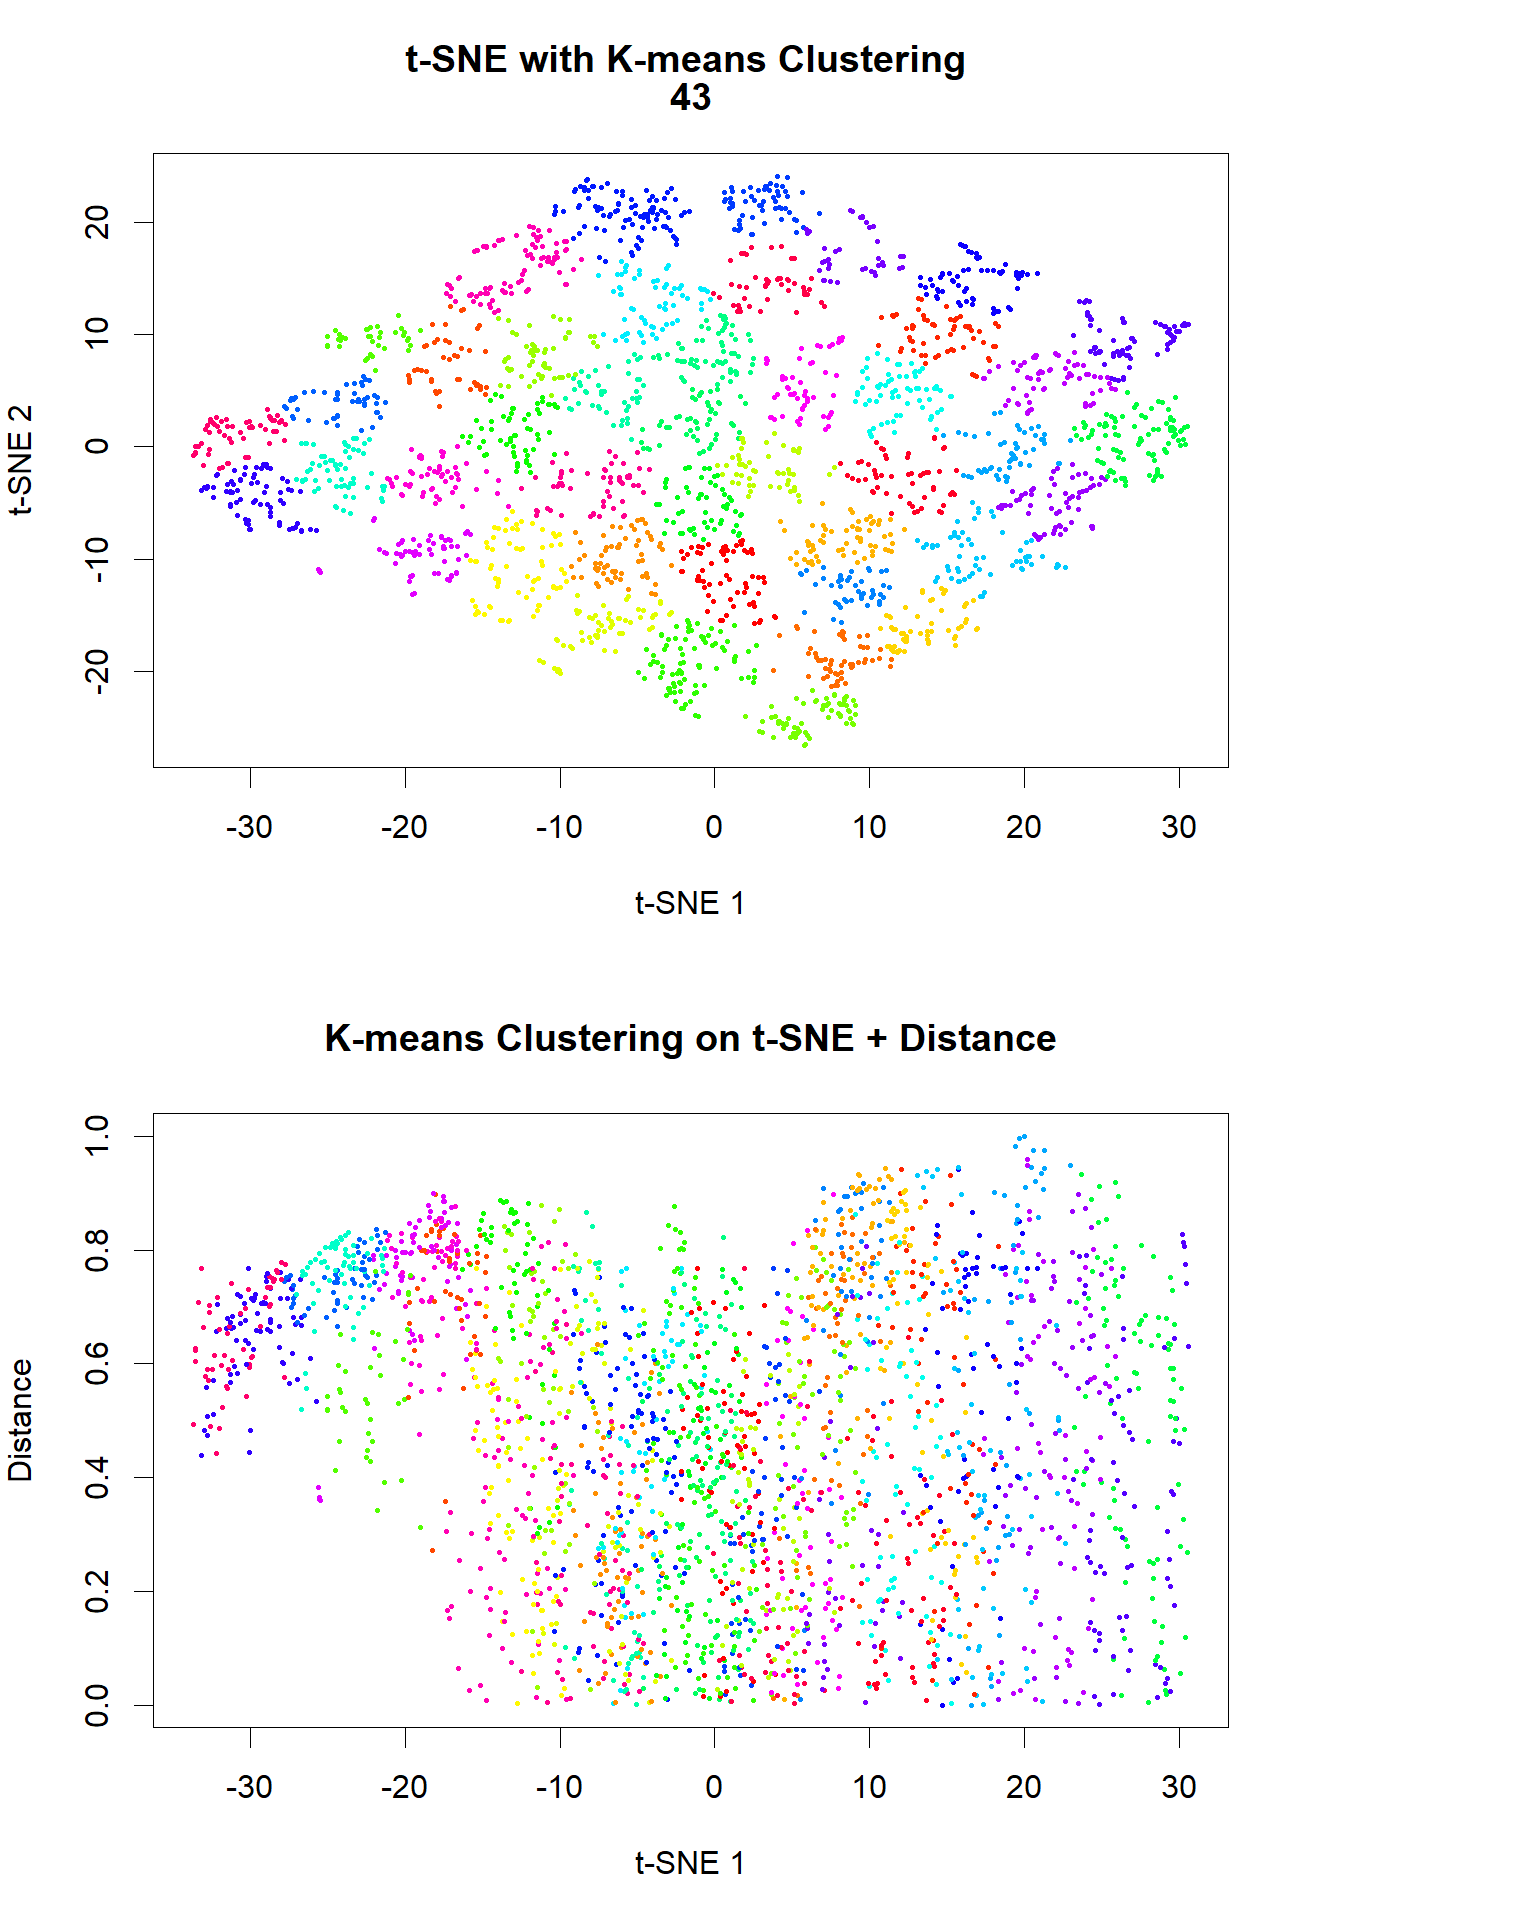 t-SNE with K-means Clustering
43
t-SNE 2
20
10
0
-10
-20
-30 -20 -10 0 10 20 30
t-SNE 1
K-means Clustering on t-SNE + Distance
Distance
1.0
0.8
0.6
0.4
0.2
0.0
-30 -20 -10 0 10 20 30
t-SNE 1